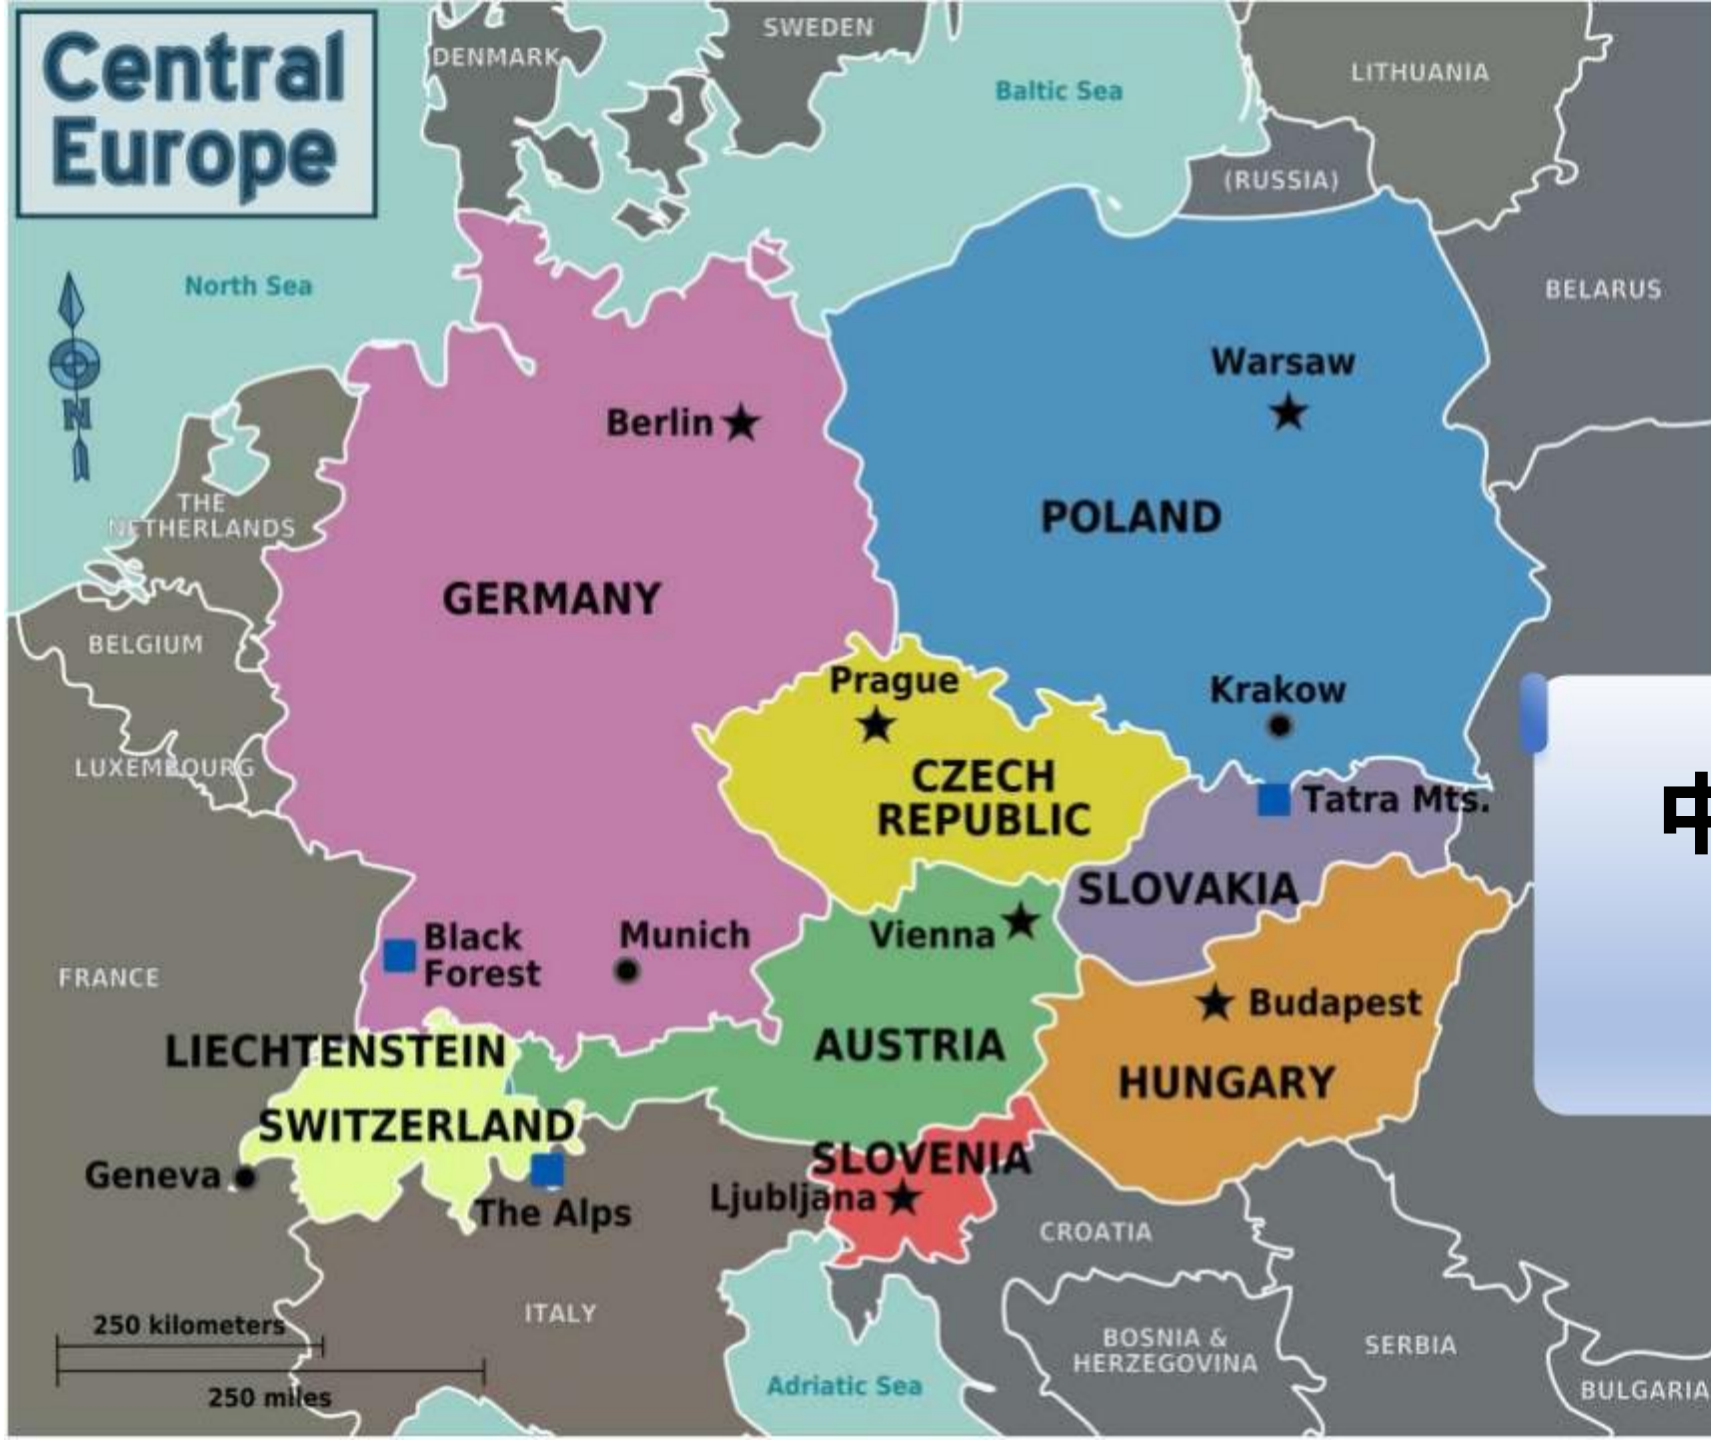 Central
Europe
DENMARK
SWEDEN
Baltic Sea
LITHUANIA
(RUSSIA)
North Sea
BELARUS
N
Warsaw
Berlin
THE
NETHERLANDS
POLAND
GERMANY
BELGIUM
Prague
Krakow
LUXEMBOURG
CZECH
REPUBLIC
Tatra Mts.
SLOVAKIA
Black
Forest
Munich
Vienna
FRANCE
Budapest
LIECHTENSTEIN
AUSTRIA
HUNGARY
SWITZERLAND
SLOVENIA
Geneva
Ljubljana
The Alps
CROATIA
ITALY
250 kilometers
BOSNIA &
HERZEGOVINA
SERBIA
Adriatic Sea
250 miles
BULGARIA